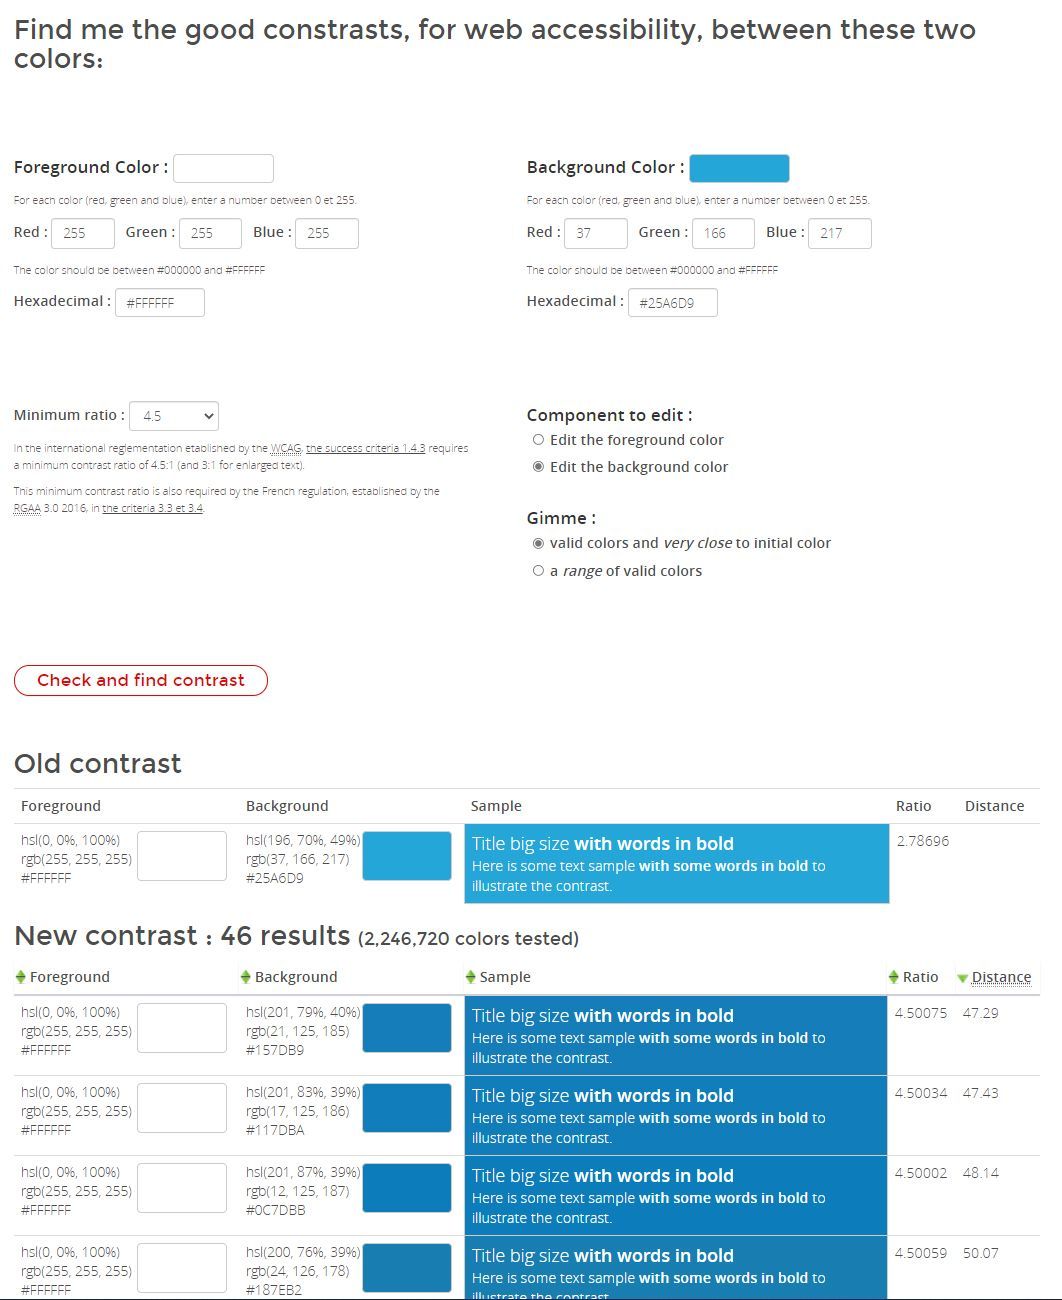 Find me the good constrasts, for web accessibility, between these two
colors:
Foreground Color :
For each color (red, green and blue), enter a number between 0 et 255.
Red : 255 Green : 255 Blue : 255
The color should be between #000000 and #FFFFFF
Hexadecimal : #FFFFFF
Background Color :
For each color (red, green and blue), enter a number between 0 et 255.
Red : 37 Green : 166 Blue : 217
The color should be between #000000 and #FFFFFF
Hexadecimal : #25A6D9
Minimum ratio : 4.5
In the international reglementation etablished by the WCAG, the success criteria 1.4.3 requires
a minimum contrast ratio of 4.5:1 (and 3:1 for enlarged text).
This minimum contrast ratio is also required by the French regulation, established by the
RGAA 3.0 2016, in the criteria 3.3 et 3.4.
Component to edit :
Edit the foreground color
Edit the background color
Gimme :
valid colors and very close to initial color
a range of valid colors
Check and find contrast
Old contrast
Foreground Background Sample Ratio Distance
hsl(0, 0%, 100%)
rgb(255, 255, 255)
#FFFFFF
hsl(196, 70%, 49%)
rgb(37, 166, 217)
#25A6D9
Title big size with words in bold
Here is some text sample with some words in bold to
illustrate the contrast.
2.78696
New contrast : 46 results (2,246,720 colors tested)
Foreground Background Sample Ratio Distance
hsl(0, 0%, 100%)
rgb(255, 255, 255)
#FFFFFF
hsl(201, 79%, 40%)
rgb(21, 125, 185)
#157DB9
Title big size with words in bold
Here is some text sample with some words in bold to
illustrate the contrast.
4.50075 47.29
hsl(0, 0%, 100%)
rgb(255, 255, 255)
#FFFFFF
hsl(201, 83%, 39%)
rgb(17, 125, 186)
#117DBA
Title big size with words in bold
Here is some text sample with some words in bold to
illustrate the contrast.
4.50034 47.43
hsl(0, 0%, 100%)
rgb(255, 255, 255)
#FFFFFF
hsl(201, 87%, 39%)
rgb(12, 125, 187)
#0C7DBB
Title big size with words in bold
Here is some text sample with some words in bold to
illustrate the contrast.
4.50002 48.14
hsl(0, 0%, 100%)
rgb(255, 255, 255)
#FFFFFF
hsl(200, 76%, 39%)
rgb(24, 126, 178)
#187EB2
Title big size with words in bold
Here is some text sample with some words in bold to
illustrate the contrast.
4.50059 50.07